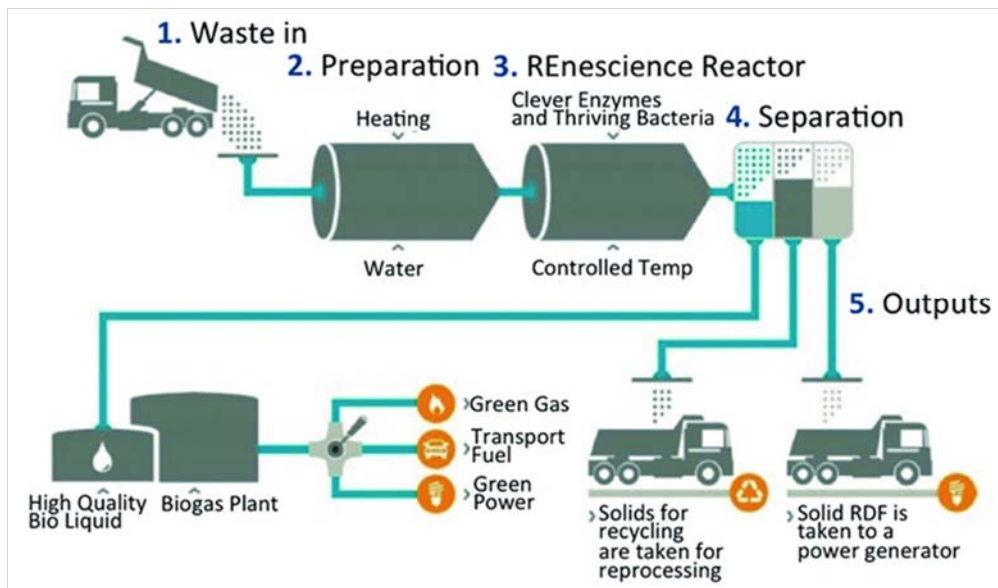 1. Waste in
2. Preparation
3. REnescience Reactor
Heating
Water
Clever Enzymes
and Thriving Bacteria
Controlled Temp
4. Separation
5. Outputs
High Quality
Bio Liquid
Biogas Plant
Green Gas
Transport
Fuel
Green
Power
Solids for
recycling
are taken for
reprocessing
Solid RDF is
taken to a
power generator